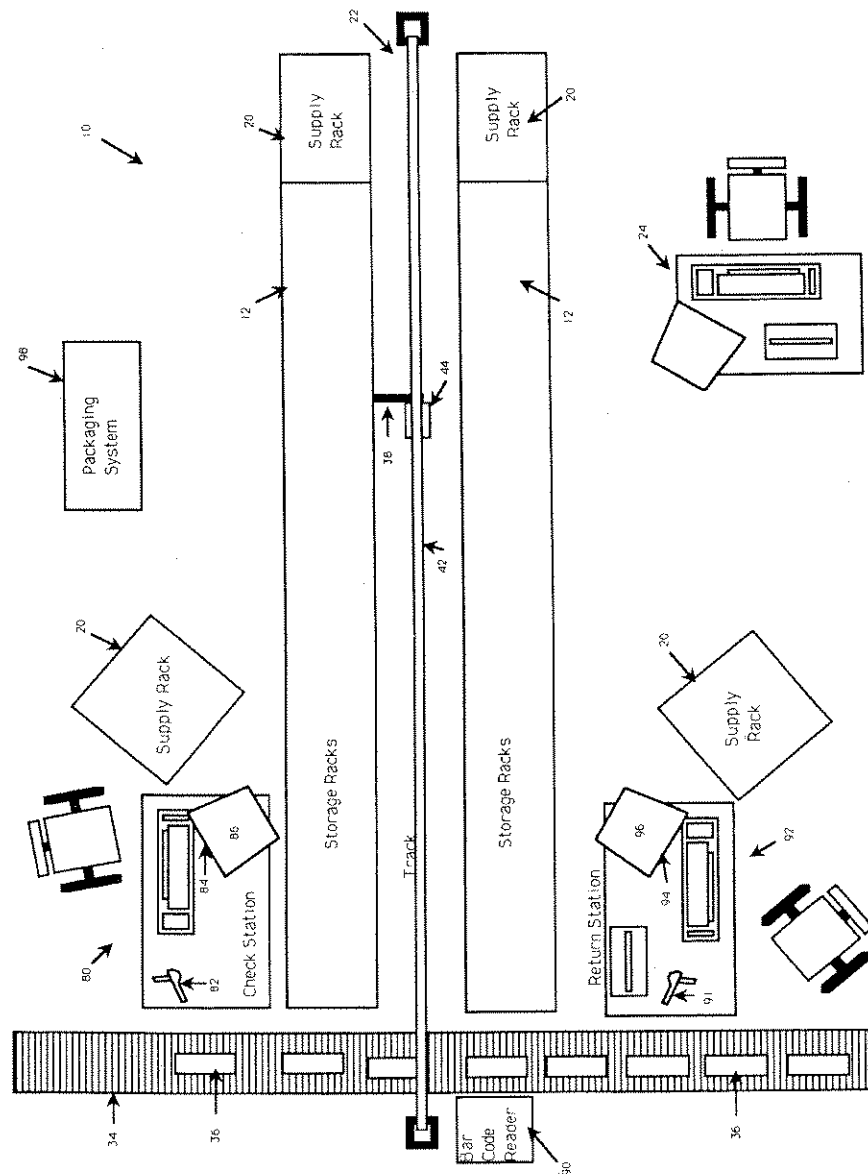 80
20
10
34
98
Packaging
System
Supply Rack
82
84
86
36
Check Station
12
20
Supply
Rack
Storage Racks
22
38
Track
42
44
Bar
Code
Reader
90
Storage Racks
12
Supply
Rack
20
Return Station
96
94
91
24
20
Supply
Rack
36
92